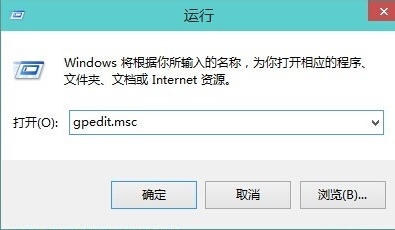 运行
Windows 将根据你所输入的名称，为你打开相应的程序、
文件夹、文档或 Internet 资源。
打开(O):
gpedit.msc
确定
取消
浏览(B)...